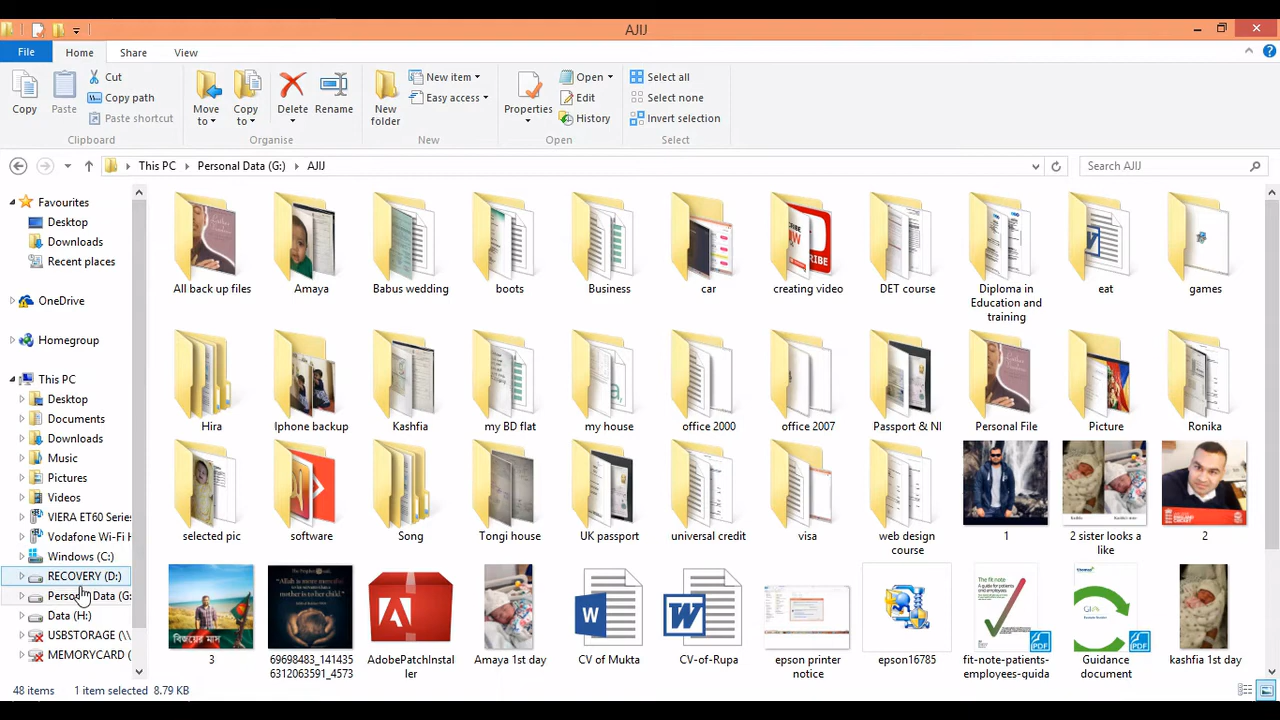 AJIJ
File Home Share View
Copy
Paste
Cut
Copy path
Paste shortcut
Clipboard
Move to
Copy to
Delete
Rename
Organise
New folder
New item
Easy access
New
Properties
Open
Edit
History
Open
Select all
Select none
Invert selection
Select
This PC Personal Data (G:) AJIJ
Search AJIJ
Favourites
Desktop
Downloads
Recent places
OneDrive
Homegroup
This PC
Desktop
Documents
Downloads
Music
Pictures
Videos
VIERA ET60 Series
Vodafone Wi-Fi H
Windows (C:)
RECOVERY (D:)
Data (G:
Data (H:)
USBSTORAGE (\\
MEMORYCARD (
All back up files Amaya Babus wedding boots Business car creating video DET course Diploma in Education and training eat games
Hira Iphone backup Kashfia my BD flat my house office 2000 office 2007 Passport & NI Personal File Picture Ronika
selected pic software Song Tongi house UK passport universal credit visa web design course 1 2 sister looks a like 2
3 69698483_1414356312063591_4573 AdobePatchInstaller Amaya 1st day CV of Mukta CV-of-Rupa epson printer notice epson16785 fit-note-patients-employees-guida Guidance document kashfia 1st day
48 items 1 item selected 8.79 KB